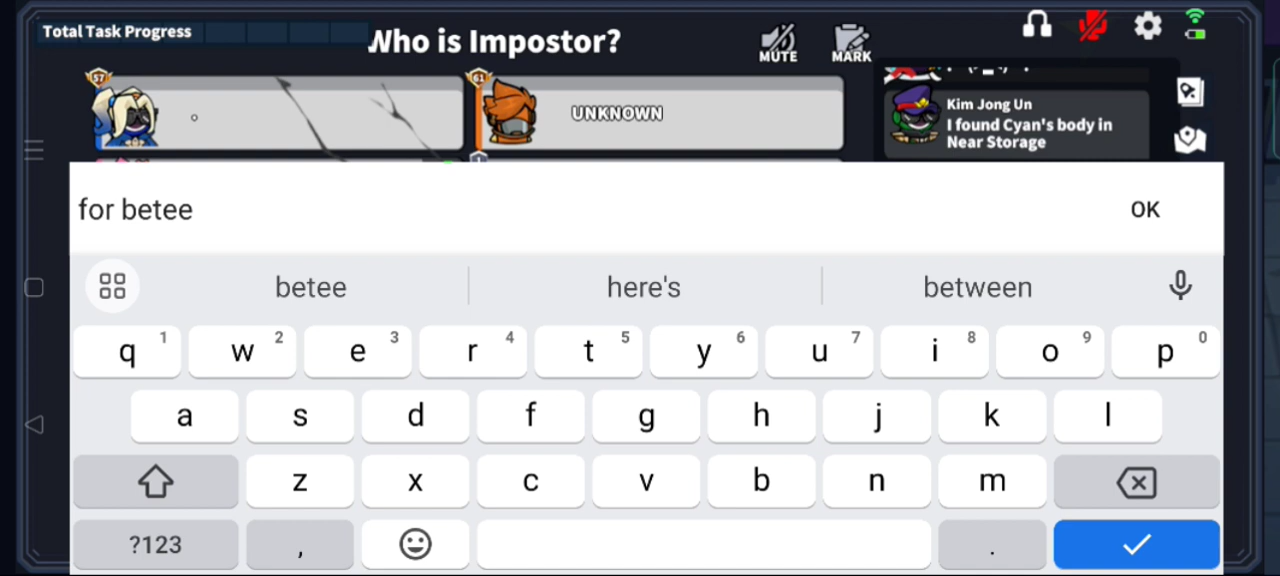 Total Task Progress
Who is Impostor?
MUTE
MARK
57
61
UNKNOWN
Kim Jong Un
I found Cyan's body in
Near Storage
1
for betee
OK
betee
here's
between
q 1 w 2 e 3 r 4 t 5 y 6 u 7 i 8 o 9 p 0
a s d f g h j k l
z x c v b n m
?123 , .